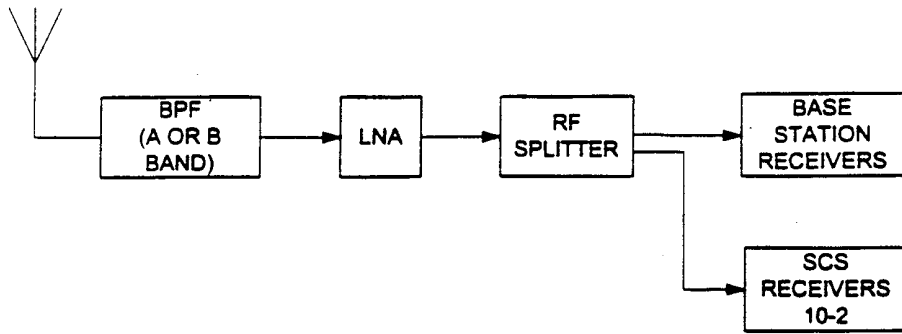 BPF
(A OR B
BAND)
LNA
RF
SPLITTER
BASE
STATION
RECEIVERS
SCS
RECEIVERS
10-2